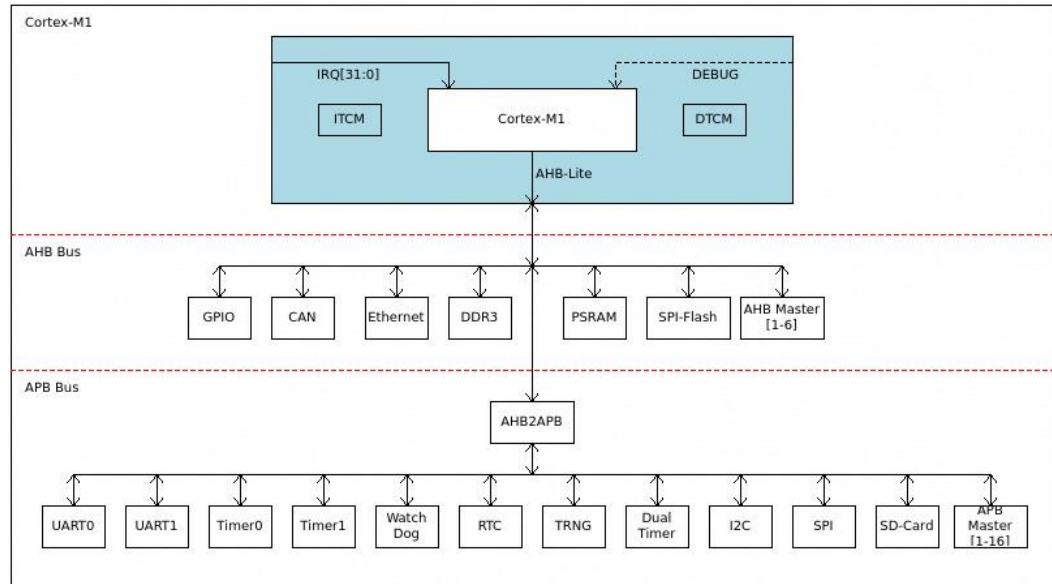 Cortex-M1
IRQ[31:0]
DEBUG
ITCM
Cortex-M1
DTCM
AHB-Lite
AHB Bus
GPIO
CAN
Ethernet
DDR3
PSRAM
SPI-Flash
AHB Master
[1-6]
APB Bus
AHB2APB
UART0
UART1
Timer0
Timer1
Watch
Dog
RTC
TRNG
Dual
Timer
I2C
SPI
SD-Card
APB
Master
[1-16]